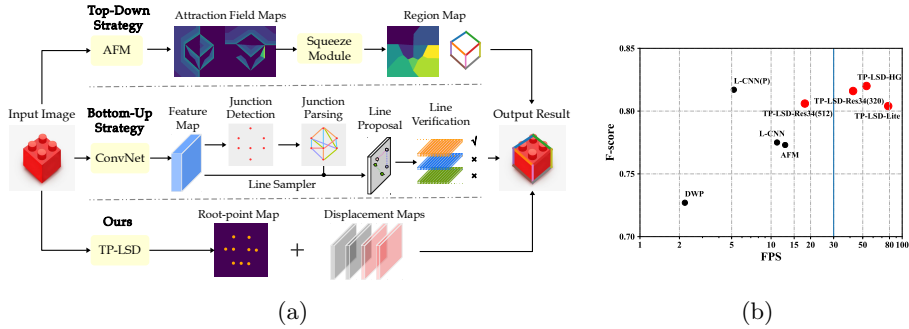 Top-Down
Strategy
Attraction Field Maps
Region Map
AFM
Squeeze
Module
Input Image
Bottom-Up
Strategy
Feature
Map
Junction
Detection
Junction
Parsing
Line
Proposal
Line
Verification
Output Result
ConvNet
Line Sampler
√
×
×
Ours
Root-point Map
Displacement Maps
TP-LSD
+
(a)
0.85
0.80
0.75
0.70
F-score
L-CNN(P)
TP-LSD-HG
TP-LSD-Res34(320)
TP-LSD-Res34(512)
TP-LSD-Lite
L-CNN
AFM
DWP
1 2 5 10 20 30 40 60 80 100
FPS
(b)